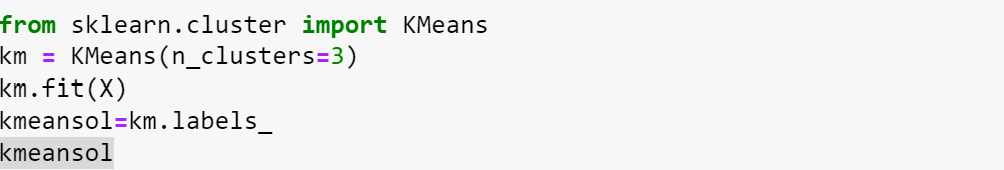 from sklearn.cluster import KMeans
km = KMeans(n_clusters=3)
km.fit(X)
kmeansol=km.labels_
kmeansol